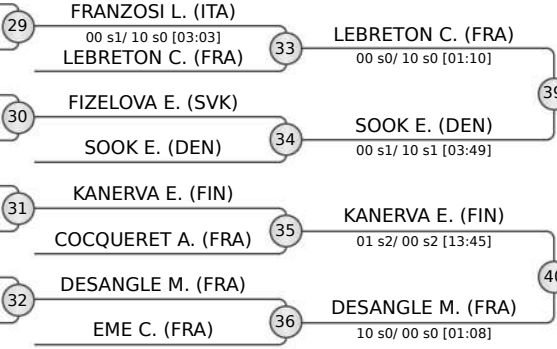 FRANZOSI L. (ITA)
29
00 s1/ 10 s0 [03:03]
33
LEBRETON C. (FRA)
LEBRETON C. (FRA)
00 s0/ 10 s0 [01:10]
39
FIZELOVA E. (SVK)
30
SOOK E. (DEN)
34
SOOK E. (DEN)
00 s1/ 10 s1 [03:49]
KANERVA E. (FIN)
31
KANERVA E. (FIN)
35
COCQUERET A. (FRA)
01 s2/ 00 s2 [13:45]
40
DESANGLE M. (FRA)
32
DESANGLE M. (FRA)
36
EME C. (FRA)
10 s0/ 00 s0 [01:08]